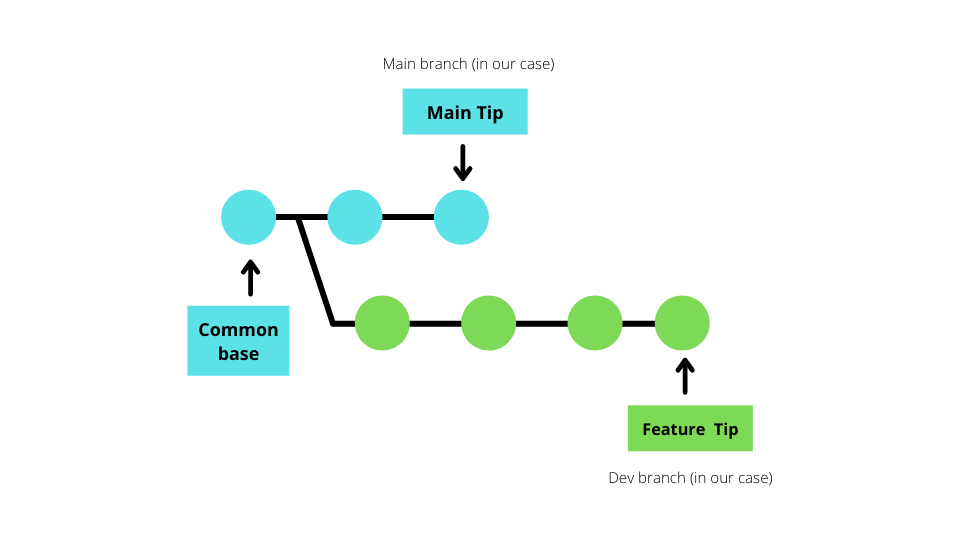 Main branch (in our case)
Main Tip
Common
base
Feature Tip
Dev branch (in our case)